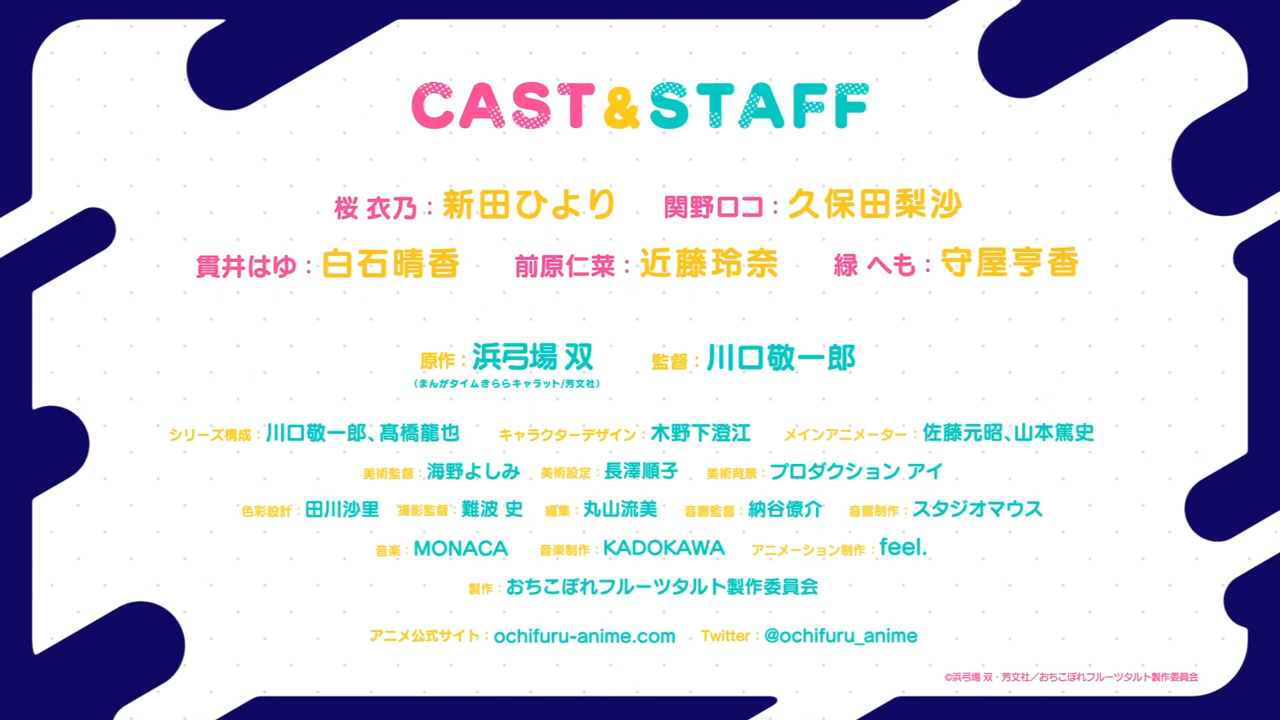 CAST&STAFF
桜 衣乃：新田ひより 関野ロコ：久保田梨沙
貫井はゆ：白石晴香 前原仁菜：近藤玲奈 緑 へも：守屋亨香
原作：浜弓場 双 監督：川口敬一郎
（まんがタイムきららキャラット/芳文社）
シリーズ構成：川口敬一郎、髙橋龍也 キャラクターデザイン：木野下澄江 メインアニメーター：佐藤元昭、山本篤史
美術監督：海野よしみ 美術設定：長澤順子 美術背景：プロダクション アイ
色彩設計：田川沙里 撮影監督：難波 史 編集：丸山流美 音響監督：納谷僚介 音響制作：スタジオマウス
音楽：MONACA 音楽制作：KADOKAWA アニメーション制作：feel.
製作：おちこぼれフルーツタルト製作委員会
アニメ公式サイト：ochifuru-anime.com Twitter：@ochifuru_anime
©浜弓場 双・芳文社／おちこぼれフルーツタルト製作委員会